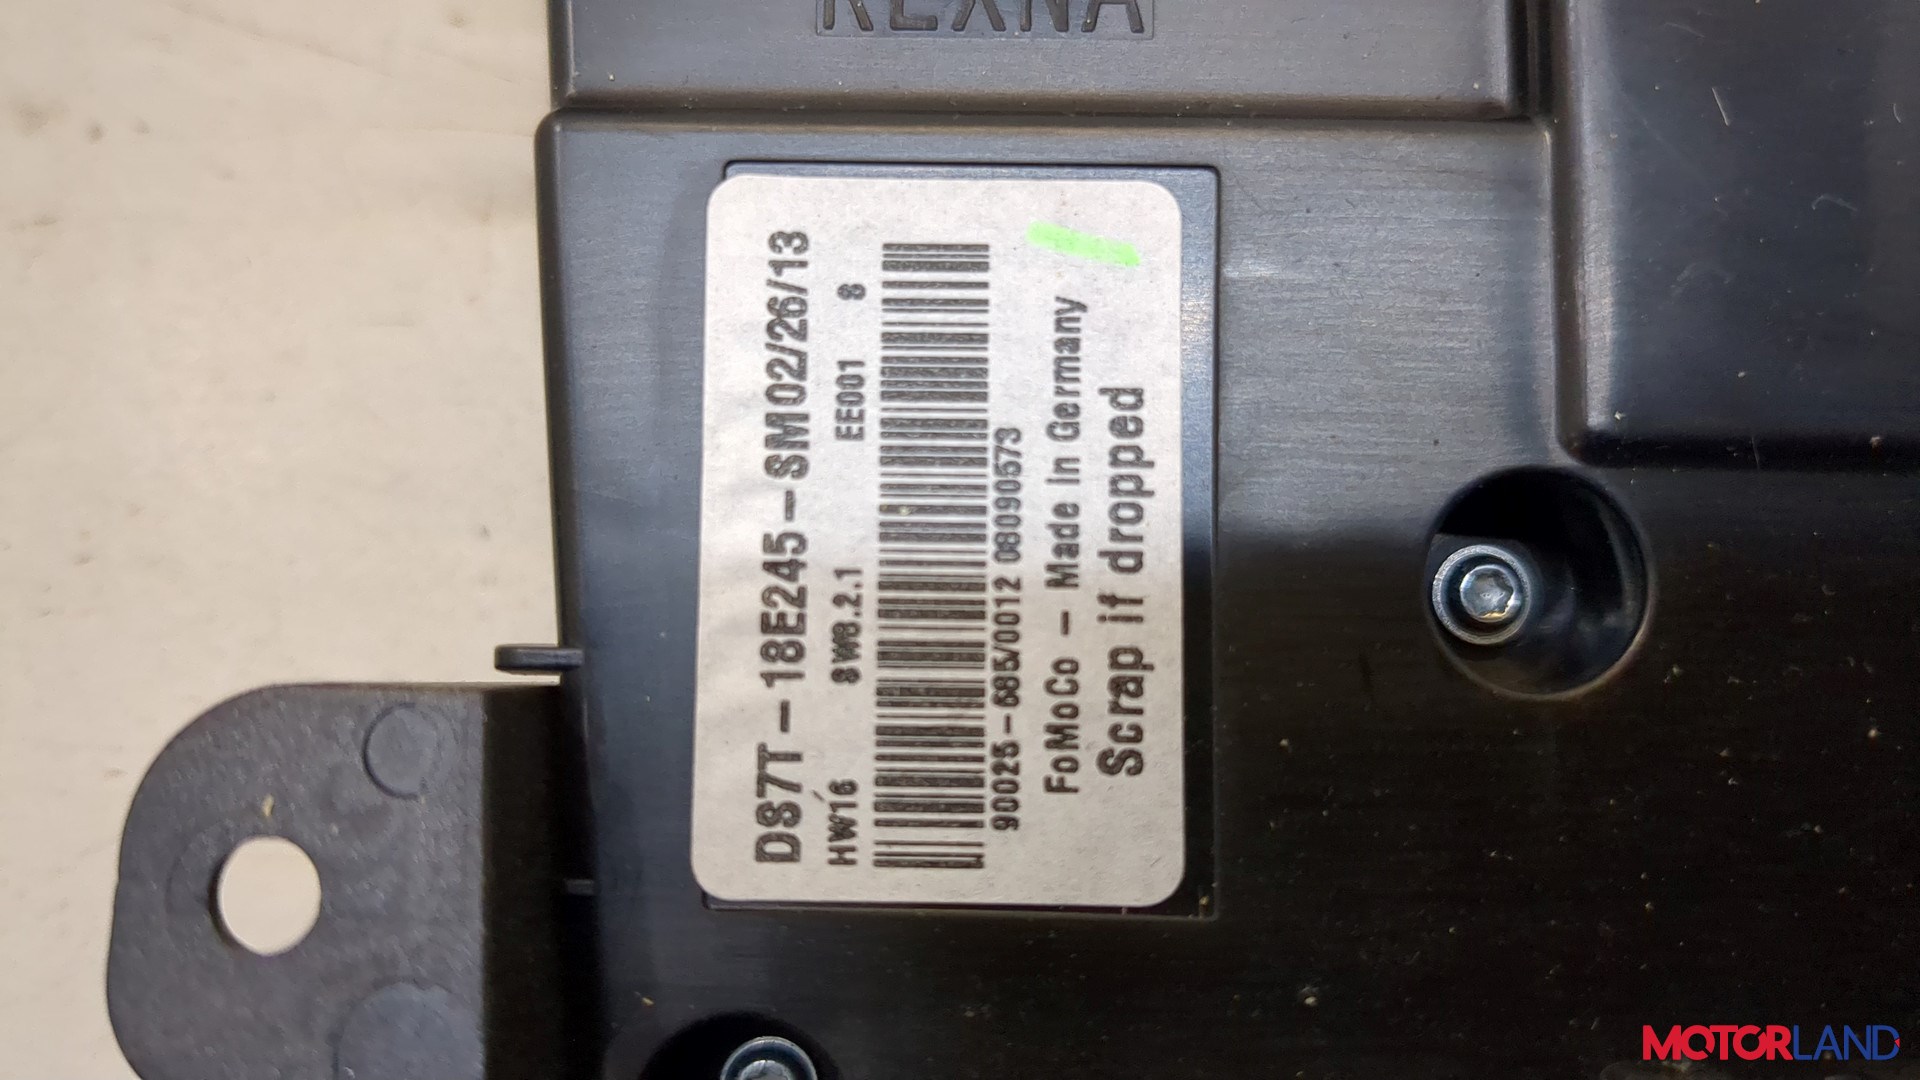 REXNA
DS7T-18E245-SM02/26/13
HW16 SW8.2.1 EE001 8
90025-685/0012 08090573
FoMoCo - Made in Germany
Scrap if dropped
MOTORLAND